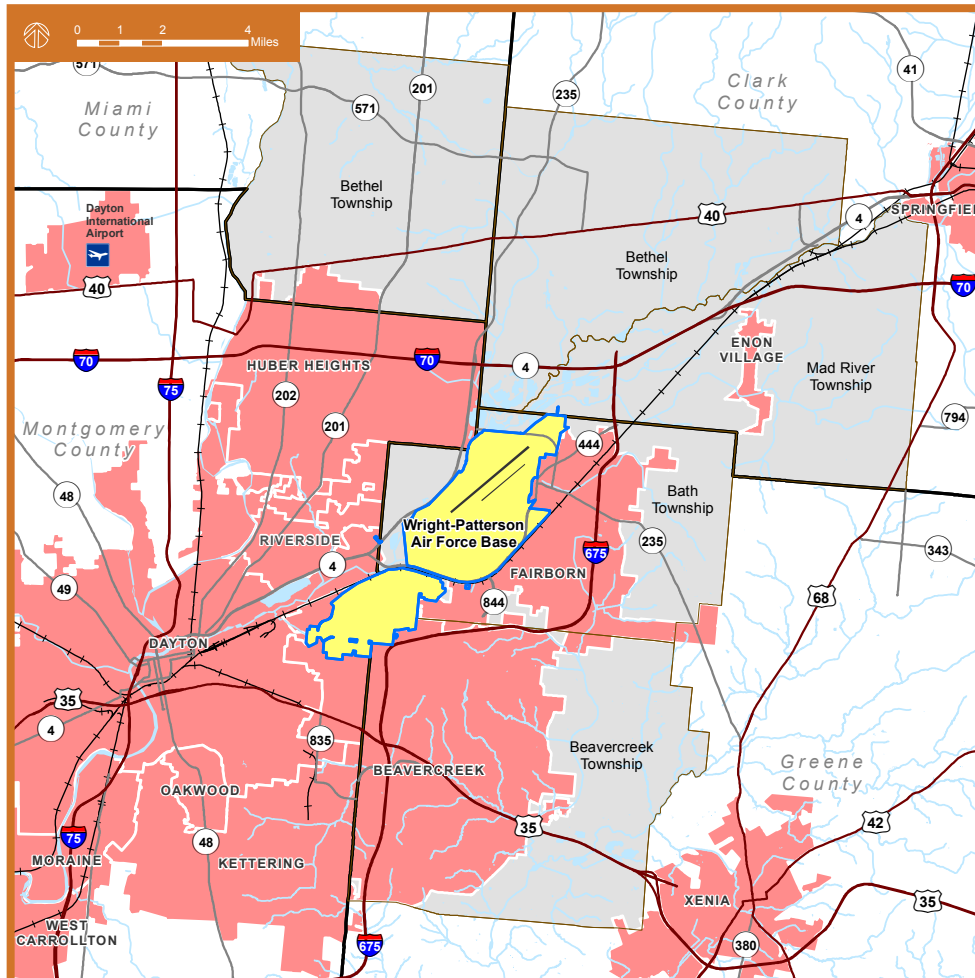 0 1 2 4
Miles
571
201
235
41
Clark
County
Miami
County
571
Bethel
Township
Dayton
International
Airport
40
4
SPRINGFIE
40
Bethel
Township
70
ENON
VILLAGE
Mad River
Township
70
HUBER HEIGHTS
70
4
75
202
201
794
Montgomery
County
444
48
Bath
Township
Wright-Patterson
Air Force Base
RIVERSIDE
235
343
4
675
FAIRBORN
49
844
68
DAYTON
35
4
835
Beavercreek
Township
BEAVERCREEK
Greene
County
OAKWOOD
35
42
75
48
MORAINE
KETTERING
XENIA
35
WEST
CARROLLTON
675
380